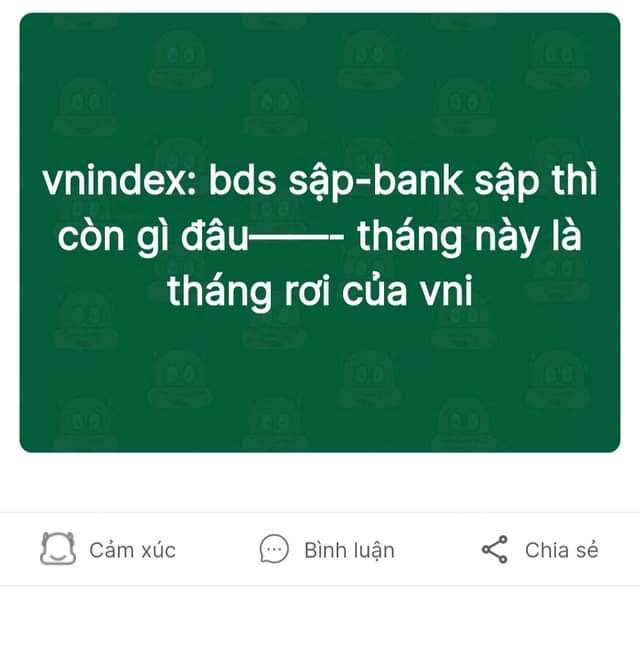 vnindex: bds sập-bank sập thì
còn gì đâu——- tháng này là
tháng rơi của vni
Cảm xúc
Bình luận
Chia sẻ